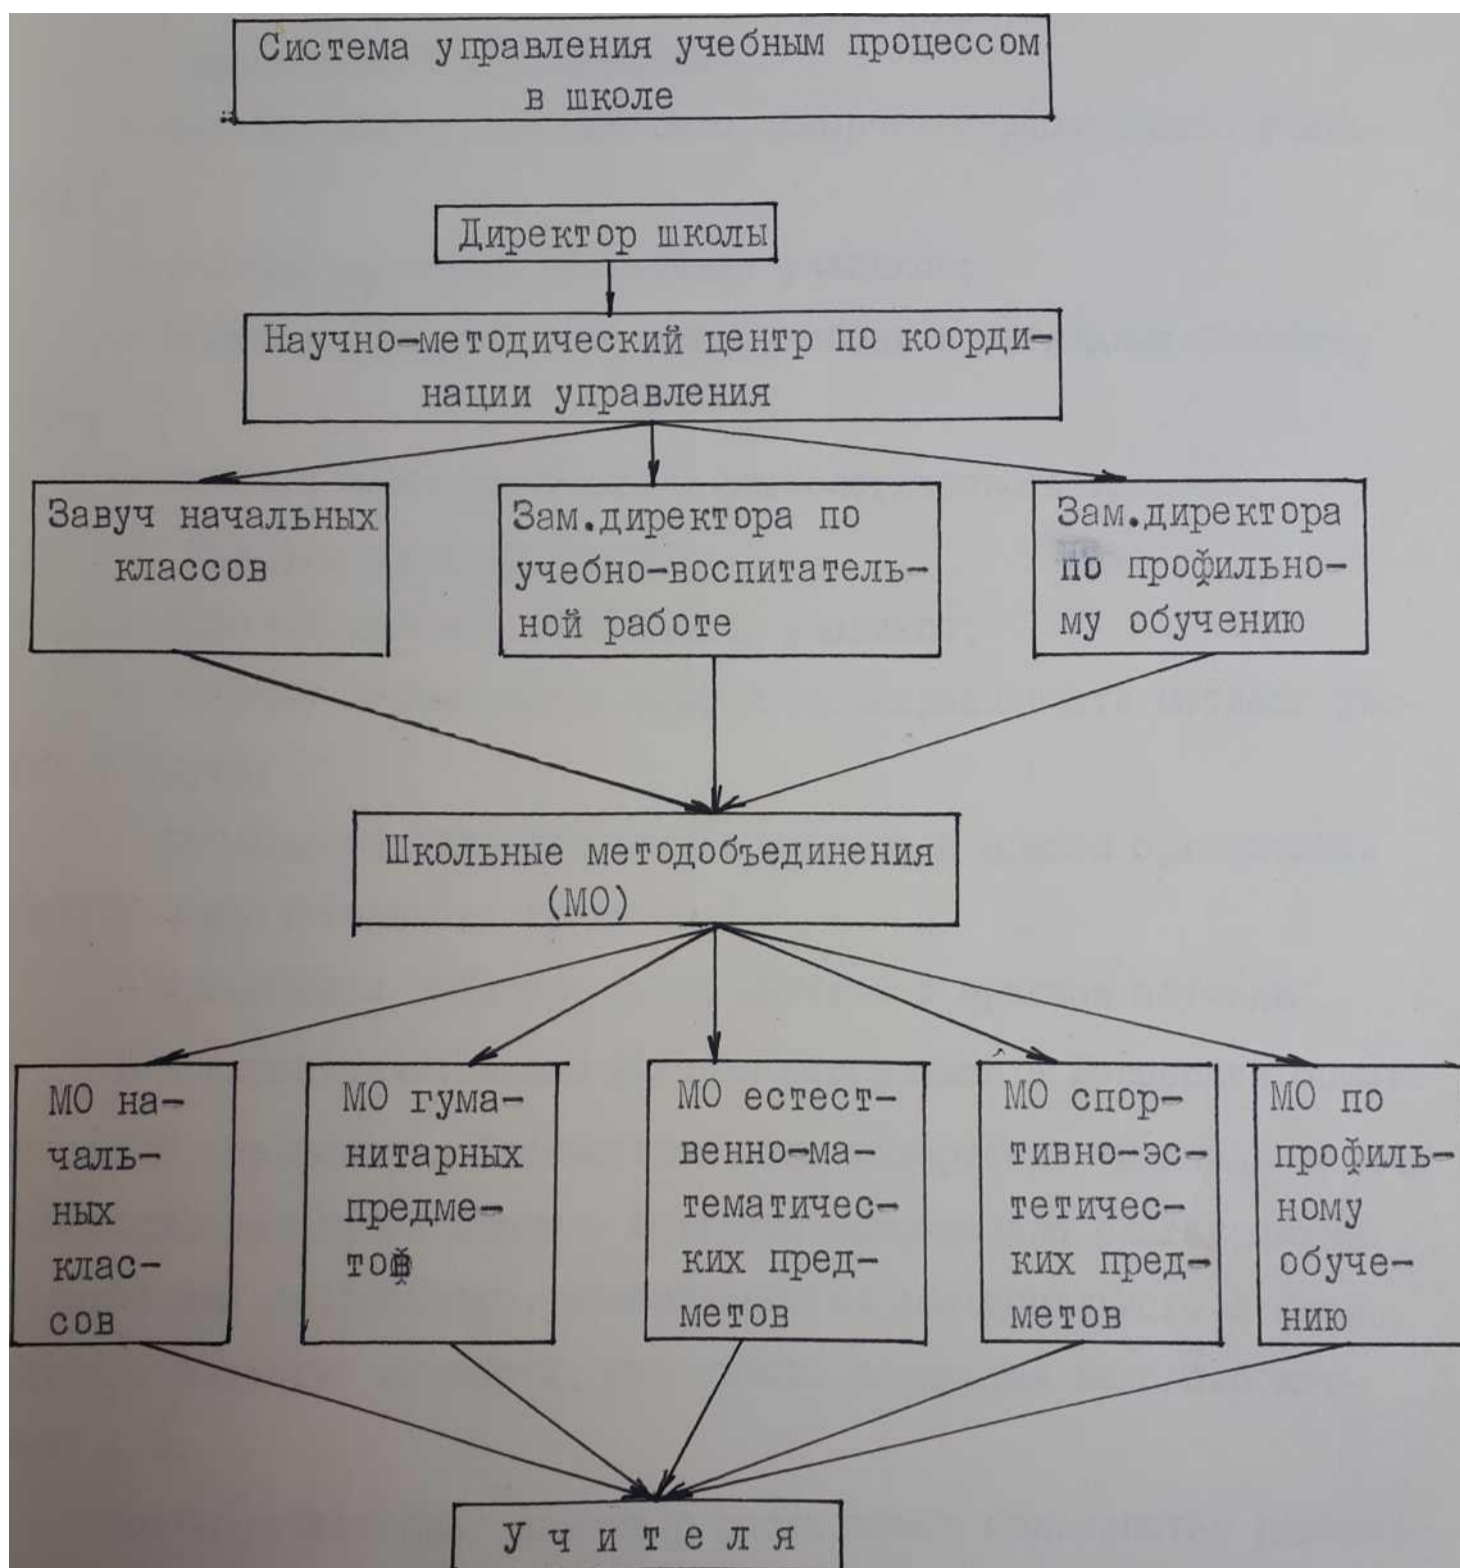 Система управления учебным процессом
в школе
Директор школы
Научно-методический центр по коорди-
нации управления
Завуч начальных
классов
Зам.директора по
учебно-воспитатель-
ной работе
Зам.директора
по профильно-
му обучению
Школьные методобъединения
(МО)
МО на-
чаль-
ных
клас-
сов
МО гума-
нитарных
предме-
тов
МО естест-
венно-ма-
тематичес-
ких пред-
метов
МО спор-
тивно-эс-
тетичес-
ких пред-
метов
МО по
профиль-
ному
обуче-
нию
Учителя